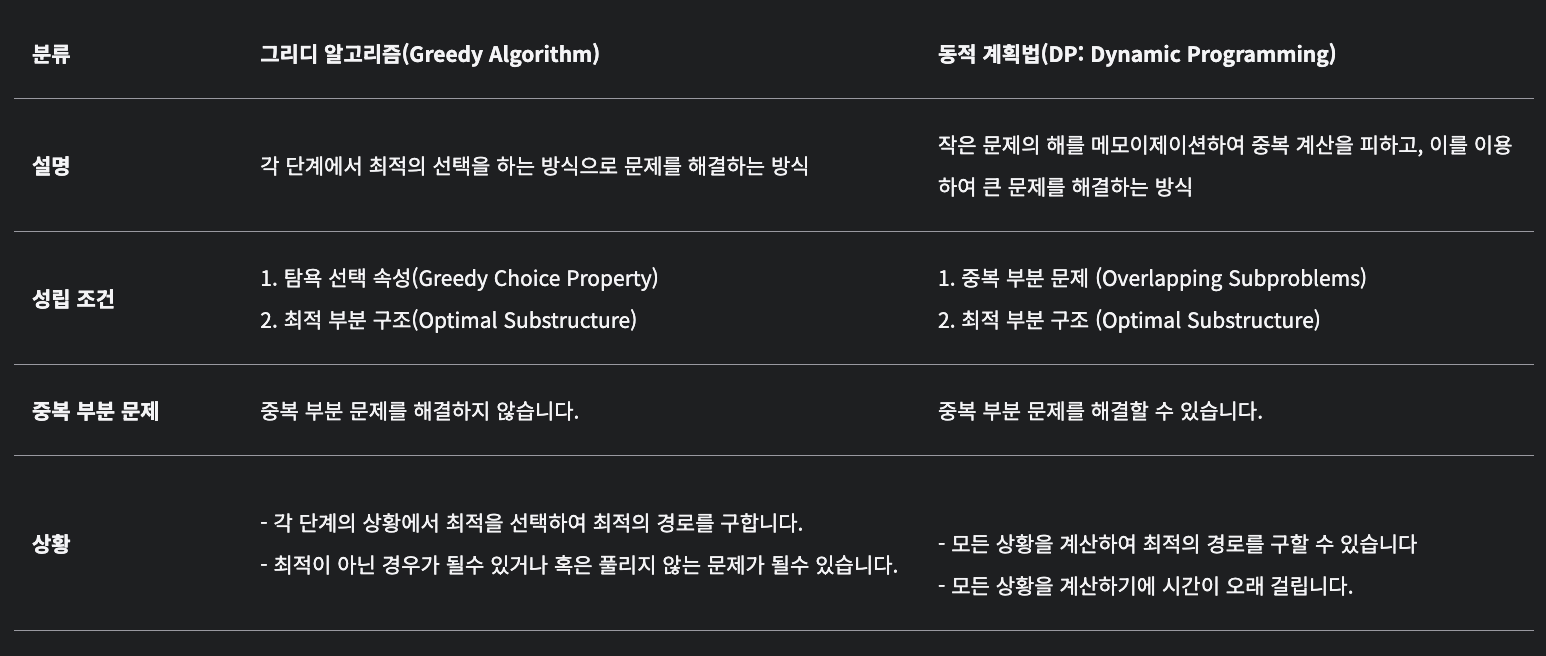 분류
그리디 알고리즘(Greedy Algorithm)
동적 계획법(DP: Dynamic Programming)
설명
각 단계에서 최적의 선택을 하는 방식으로 문제를 해결하는 방식
작은 문제의 해를 메모이제이션하여 중복 계산을 피하고, 이를 이용
하여 큰 문제를 해결하는 방식
성립 조건
1. 탐욕 선택 속성(Greedy Choice Property)
2. 최적 부분 구조(Optimal Substructure)
1. 중복 부분 문제 (Overlapping Subproblems)
2. 최적 부분 구조 (Optimal Substructure)
중복 부분 문제
중복 부분 문제를 해결하지 않습니다.
중복 부분 문제를 해결할 수 있습니다.
상황
- 각 단계의 상황에서 최적을 선택하여 최적의 경로를 구합니다.
- 최적이 아닌 경우가 될수 있거나 혹은 풀리지 않는 문제가 될수 있습니다.
- 모든 상황을 계산하여 최적의 경로를 구할 수 있습니다
- 모든 상황을 계산하기에 시간이 오래 걸립니다.